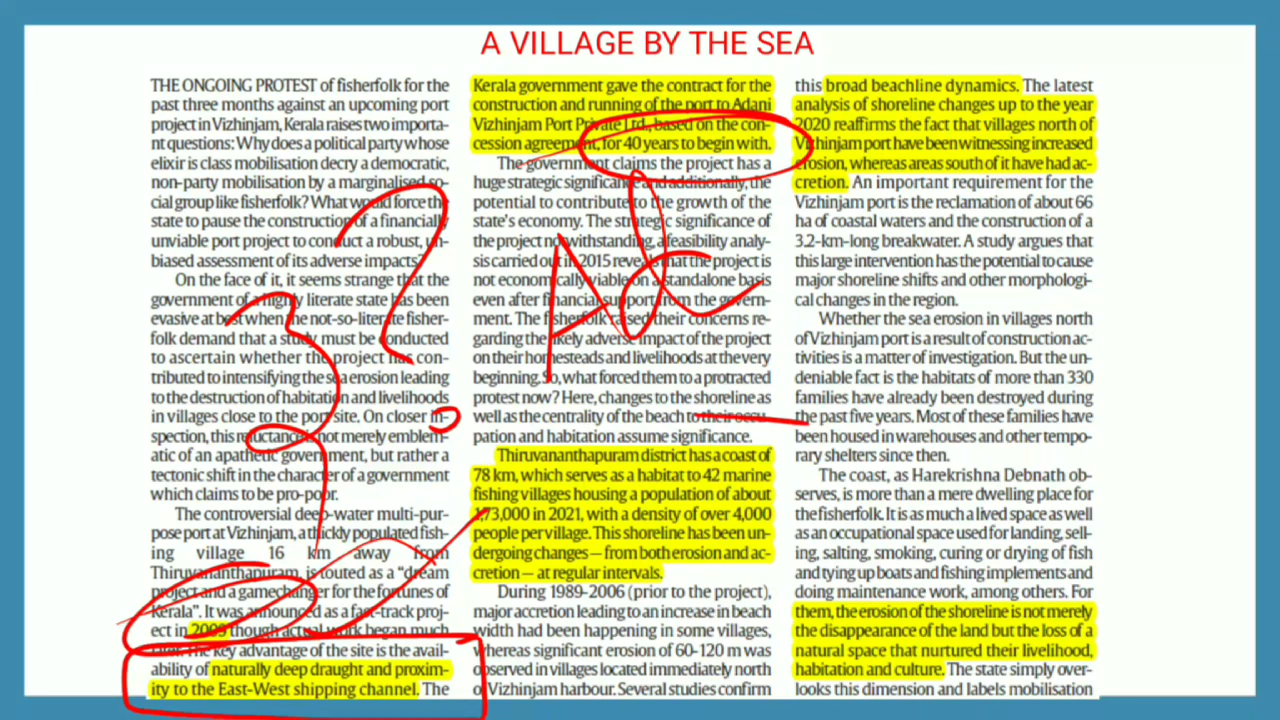 A VILLAGE BY THE SEA
THE ONGOING PROTEST of fisherfolk for the
past three months against an upcoming port
project in Vizhinjam, Kerala raises two importa-
nt questions: Why does a political party whose
elixir is class mobilisation decry a democratic,
non-party mobilisation by a marginalised so-
cial group like fisherfolk? What would force the
state to pause the construction of a financially
unviable port project to conduct a robust, un-
biased assessment of its adverse impacts?
On the face of it, it seems strange that the
government of a highly literate state has been
evasive at best when the not-so-literate fisher-
folk demand that a study must be conducted
to ascertain whether the project has con-
tributed to intensifying the sea erosion leading
to the destruction of habitation and livelihoods
in villages close to the port site. On closer in-
spection, this reluctance is not merely emblem-
atic of an apathetic government, but rather a
tectonic shift in the character of a government
which claims to be pro-poor.
The controversial deep-water multi-pur-
pose port at Vizhinjam, a thickly populated fish-
ing village 16 km away from
Thiruvananthapuram, is touted as a "dream
project and a gamechanger for the fortunes of
Kerala". It was announced as a fast-track proj-
ect in 2009 though actual work began much
later. The key advantage of the site is the avail-
ability of naturally deep draught and proxim-
ity to the East-West shipping channel. The
Kerala government gave the contract for the
construction and running of the port to Adani
Vizhinjam Port Private Ltd., based on the con-
cession agreement, for 40 years to begin with.
The government claims the project has a
huge strategic significance and additionally, the
potential to contribute to the growth of the
state's economy. The strategic significance of
the project notwithstanding, a feasibility analy-
sis carried out in 2015 reveals that the project is
not economically viable on a standalone basis
even after financial support from the govern-
ment. The fisherfolk raised their concerns re-
garding the likely adverse impact of the project
on their homesteads and livelihoods at the very
beginning. So, what forced them to a protracted
protest now? Here, changes to the shoreline as
well as the centrality of the beach to their occu-
pation and habitation assume significance.
Thiruvananthapuram district has a coast of
78 km, which serves as a habitat to 42 marine
fishing villages housing a population of about
1,73,000 in 2021, with a density of over 4,000
people per village. This shoreline has been un-
dergoing changes — from both erosion and ac-
cretion — at regular intervals.
During 1989-2006 (prior to the project),
major accretion leading to an increase in beach
width had been happening in some villages,
whereas significant erosion of 60-120 m was
observed in villages located immediately north
of Vizhinjam harbour. Several studies confirm
this broad beachline dynamics. The latest
analysis of shoreline changes up to the year
2020 reaffirms the fact that villages north of
Vizhinjam port have been witnessing increased
erosion, whereas areas south of it have had ac-
cretion. An important requirement for the
Vizhinjam port is the reclamation of about 66
ha of coastal waters and the construction of a
3.2-km-long breakwater. A study argues that
this large intervention has the potential to cause
major shoreline shifts and other morphologi-
cal changes in the region.
Whether the sea erosion in villages north
of Vizhinjam port is a result of construction ac-
tivities is a matter of investigation. But the un-
deniable fact is the habitats of more than 330
families have already been destroyed during
the past five years. Most of these families have
been housed in warehouses and other tempo-
rary shelters since then.
The coast, as Harekrishna Debnath ob-
serves, is more than a mere dwelling place for
the fisherfolk. It is as much a lived space as well
as an occupational space used for landing, sell-
ing, salting, smoking, curing or drying of fish
and tying up boats and fishing implements and
doing maintenance work, among others. For
them, the erosion of the shoreline is not merely
the disappearance of the land but the loss of a
natural space that nurtured their livelihood,
habitation and culture. The state simply over-
looks this dimension and labels mobilisation